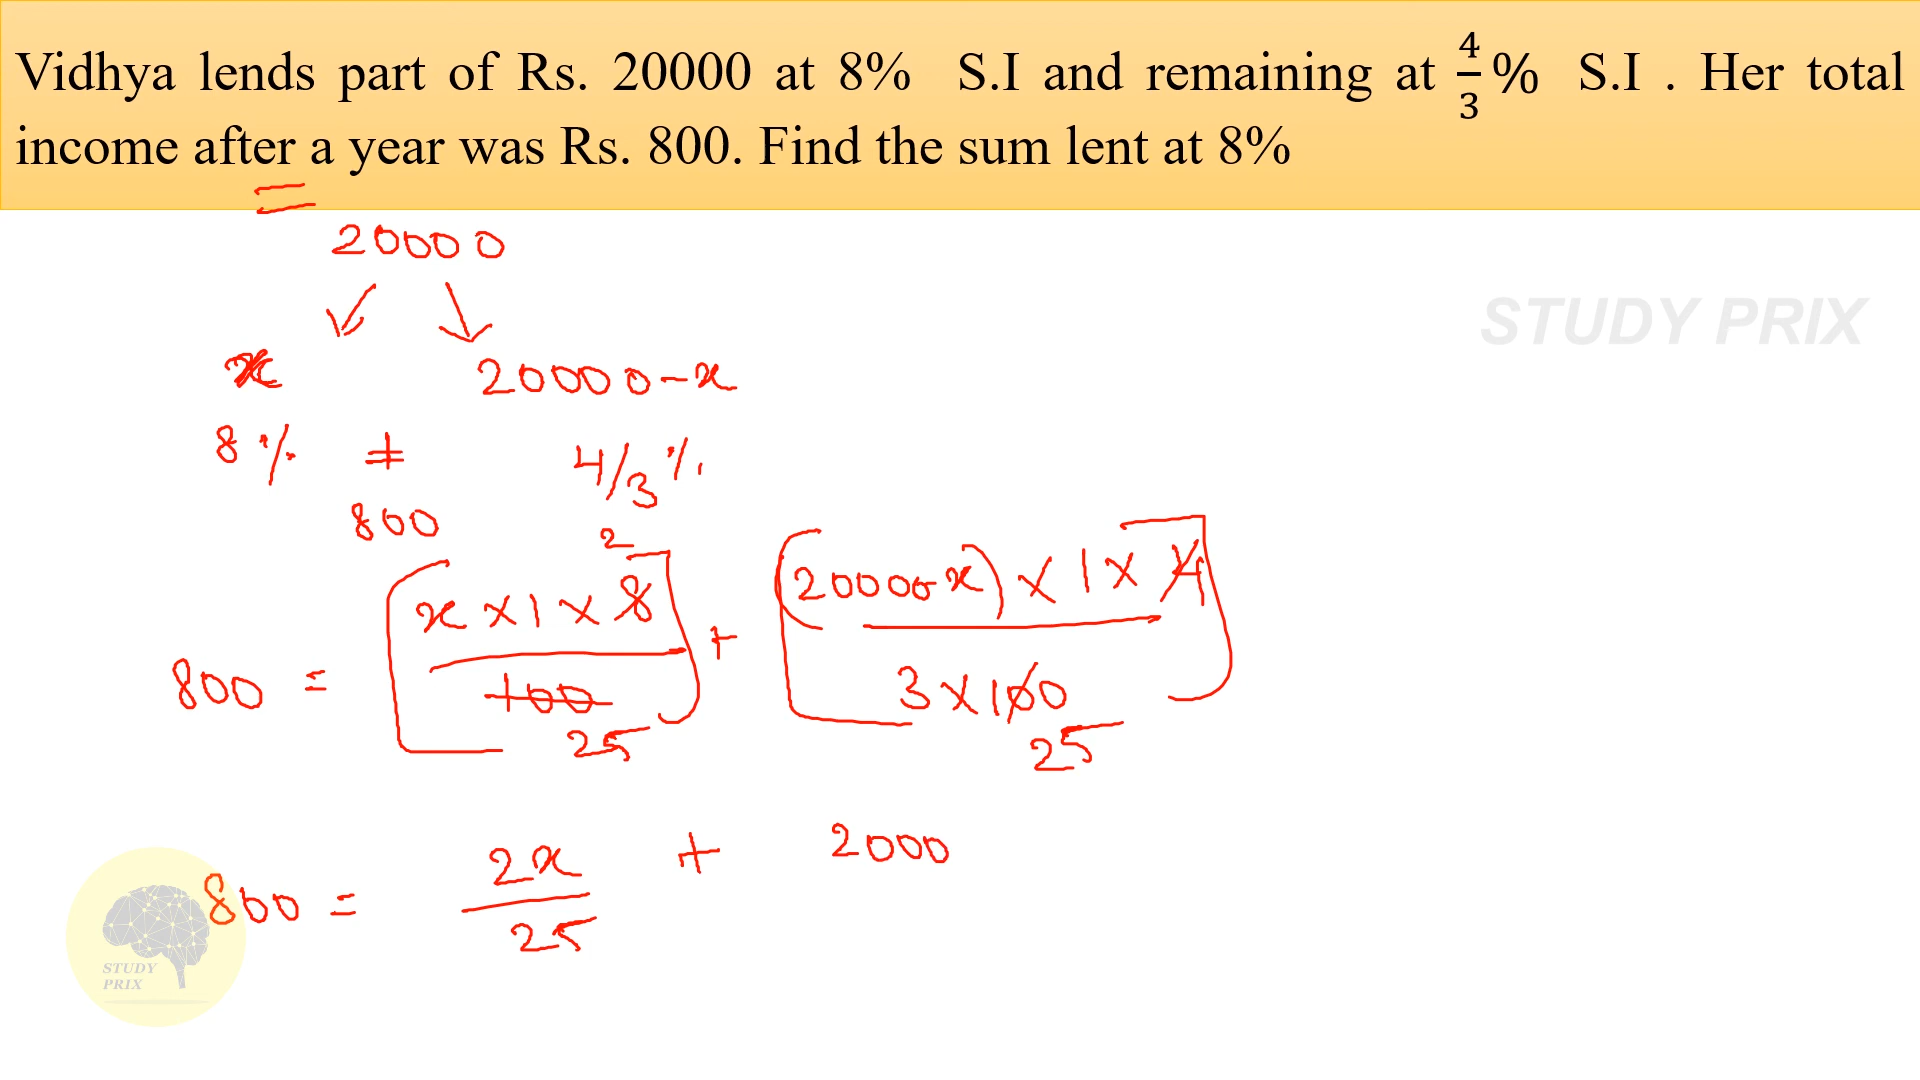 Vidhya lends part of Rs. 20000 at 8% S.I and remaining at 4/3 % S.I . Her total
income after a year was Rs. 800. Find the sum lent at 8%
20000
STUDY PRIX
x 20000-x
8% + 4/3 %
800
800 = [x×1×8 2 / 100 25] + [(20000-x)×1×4 / 3×100 25]
800 = 2x/25 + 2000
STUDY
PRIX